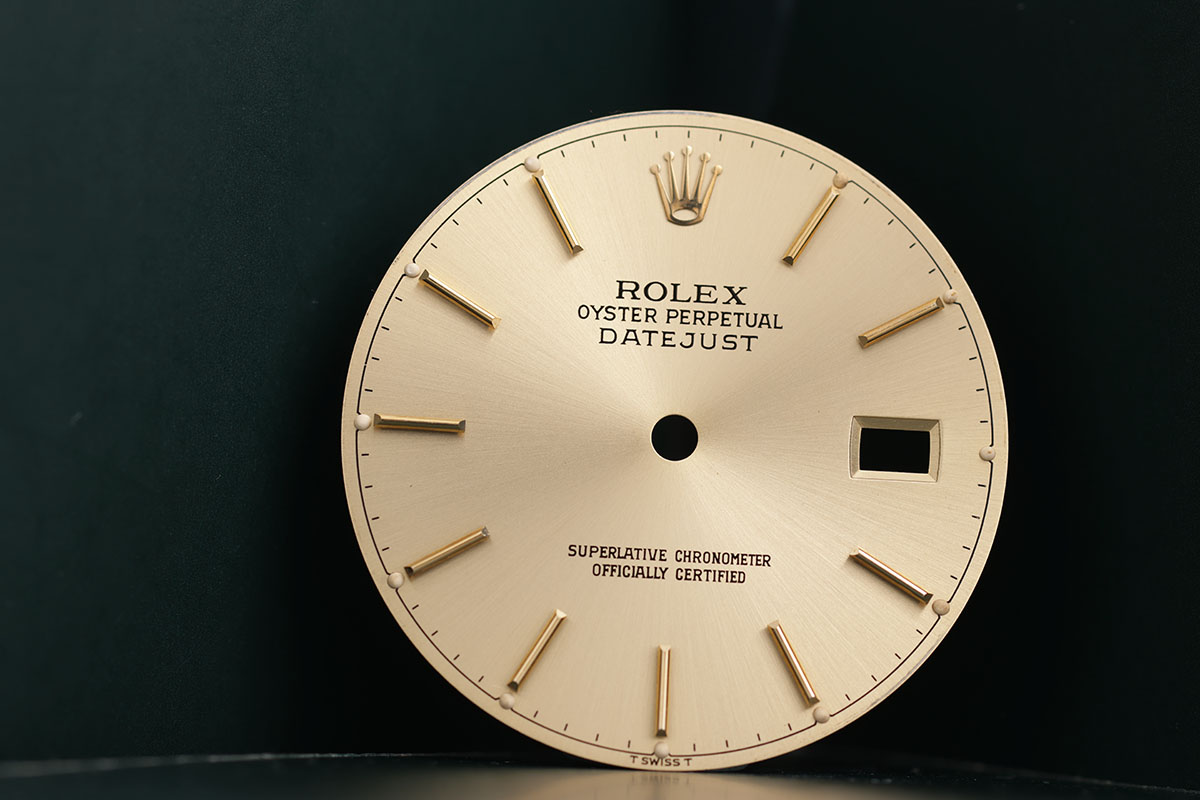 ROLEX
OYSTER PERPETUAL
DATEJUST
SUPERLATIVE CHRONOMETER
OFFICIALLY CERTIFIED
T SWISS T